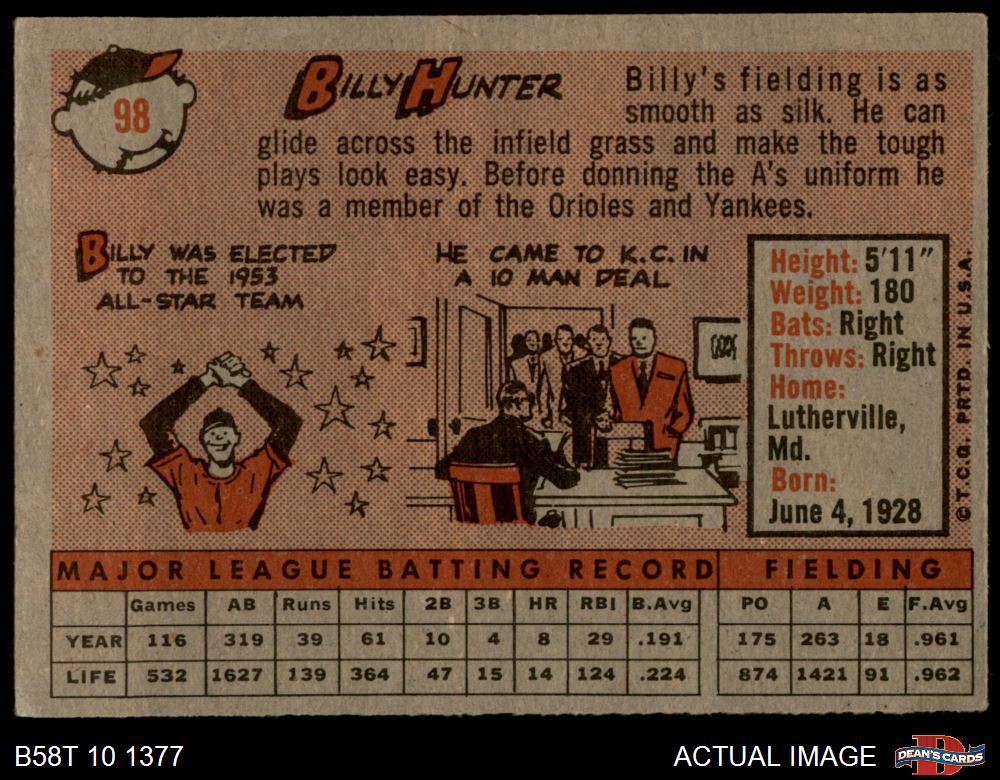 98
BILLY HUNTER
Billy's fielding is as
smooth as silk. He can
glide across the infield grass and make the tough
plays look easy. Before donning the A's uniform he
was a member of the Orioles and Yankees.
BILLY WAS ELECTED
TO THE 1953
ALL-STAR TEAM
HE CAME TO K.C. IN
A 10 MAN DEAL
Height: 5'11"
Weight: 180
Bats: Right
Throws: Right
Home:
Lutherville,
Md.
Born:
June 4, 1928
© T.C.G. PRTD. IN U.S.A.
MAJOR LEAGUE BATTING RECORD FIELDING
Games AB Runs Hits 2B 3B HR RBI B.Avg PO A E F.Avg
YEAR 116 319 39 61 10 4 8 29 .191 175 263 18 .961
LIFE 532 1627 139 364 47 15 14 124 .224 874 1421 91 .962
B58T 10 1377
ACTUAL IMAGE
D
DEAN'S CARDS